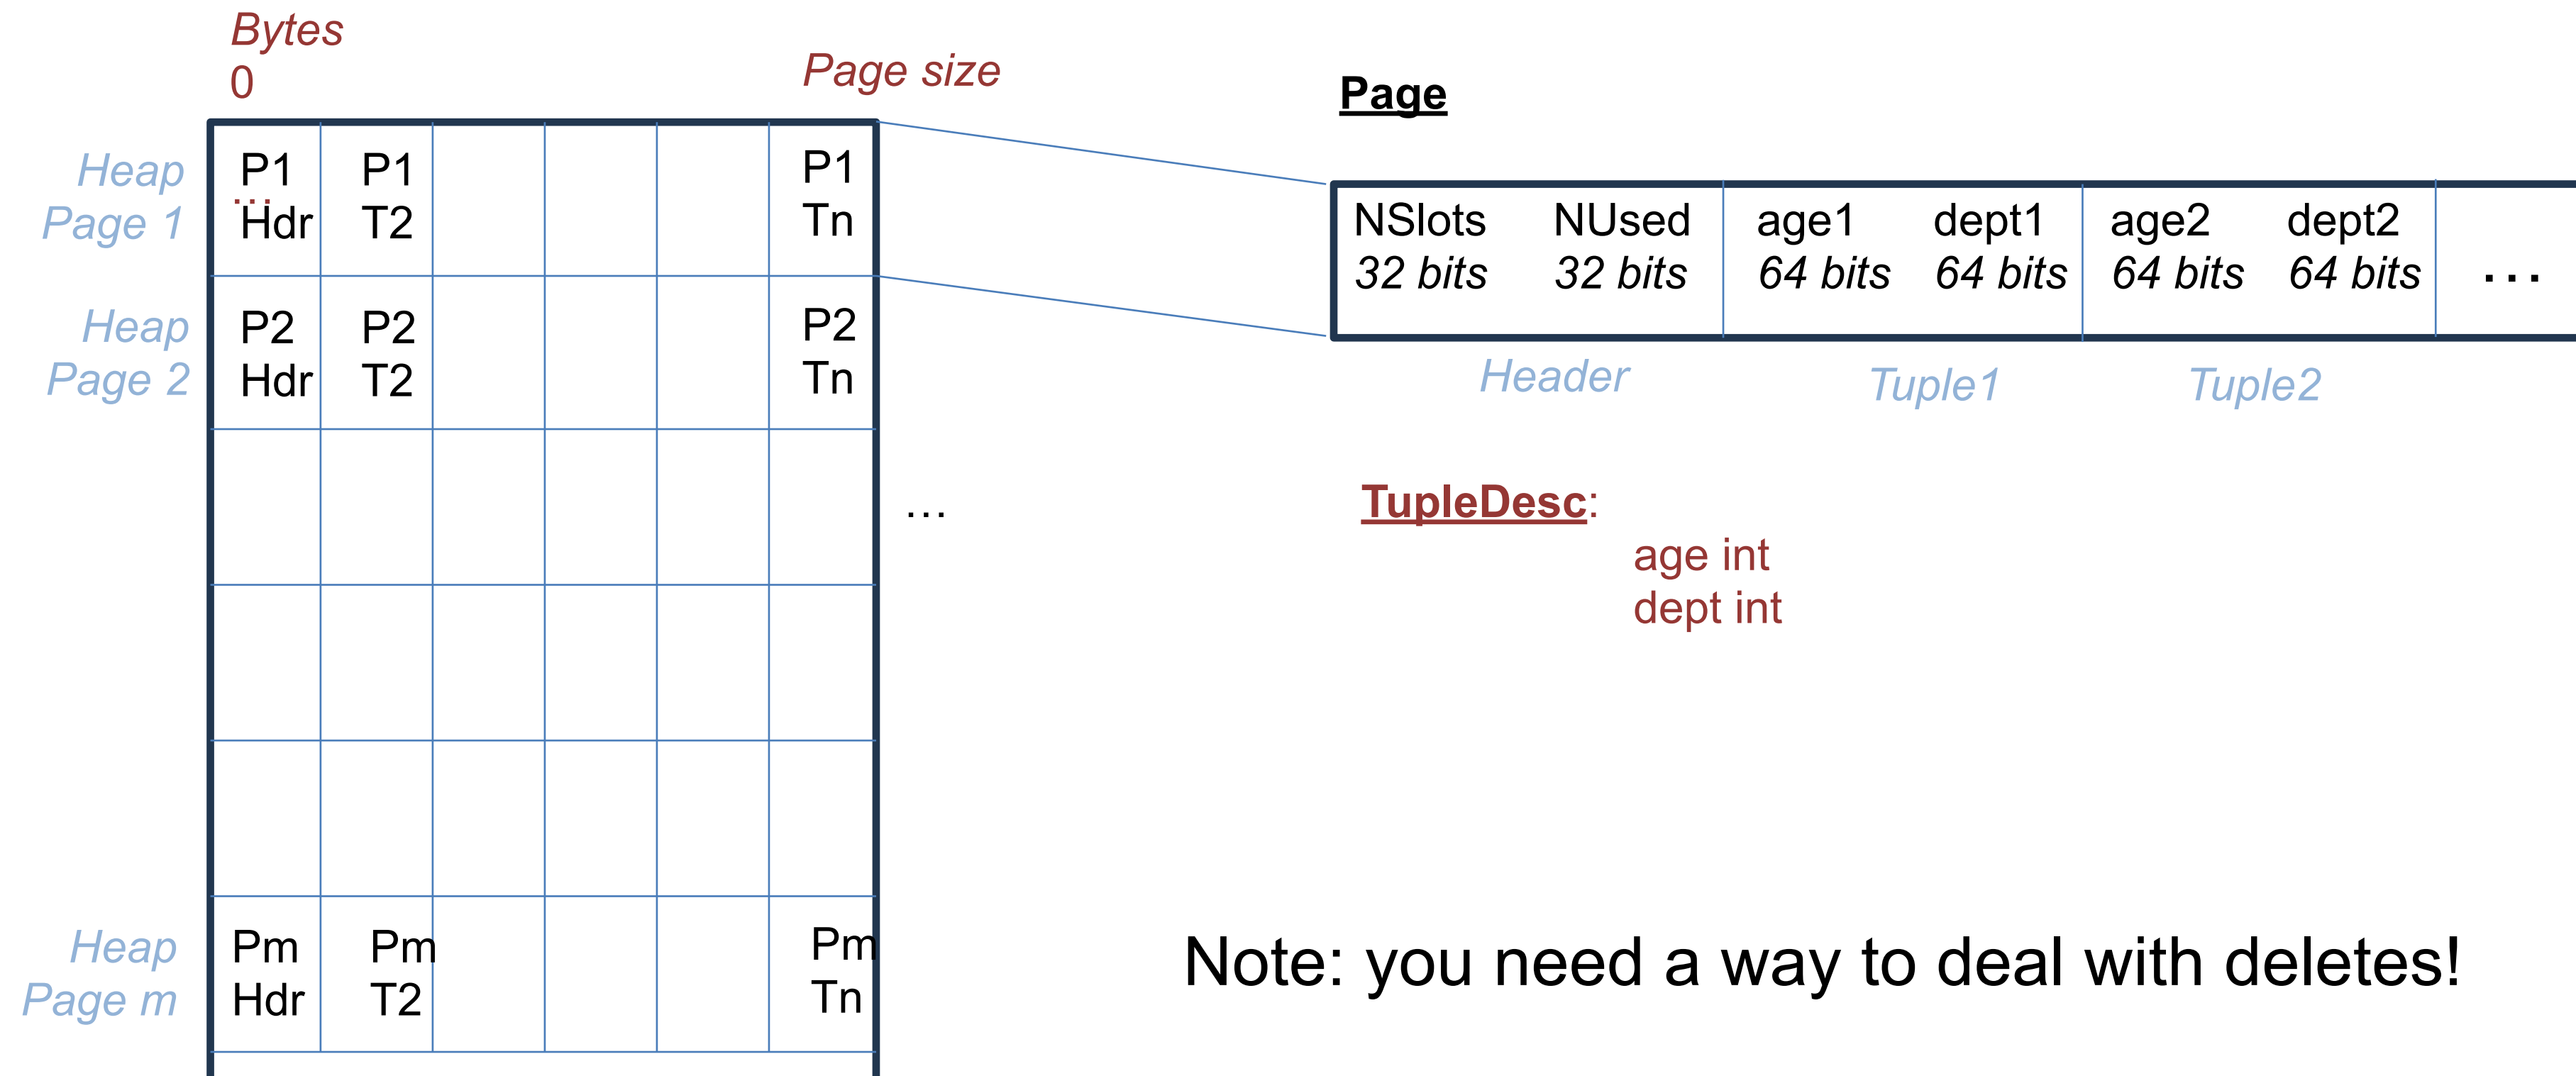 Bytes
0
Page size
Heap
Page 1
P1
...
Hdr
P1
T2
P1
Tn
Heap
Page 2
P2
Hdr
P2
T2
P2
Tn
...
Heap
Page m
Pm
Hdr
Pm
T2
Pm
Tn
Page
NSlots NUsed age1 dept1 age2 dept2
32 bits 32 bits 64 bits 64 bits 64 bits 64 bits ...
Header Tuple1 Tuple2
TupleDesc:
age int
dept int
Note: you need a way to deal with deletes!